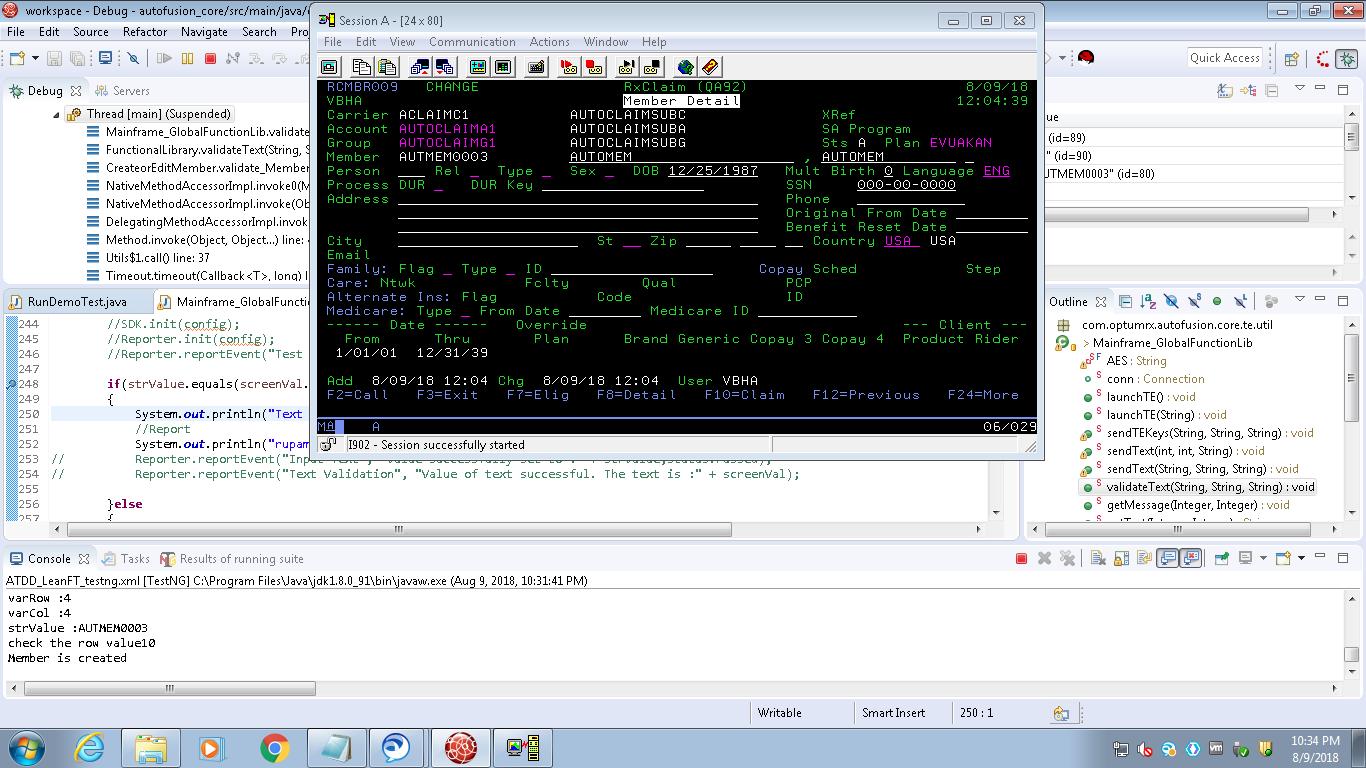 workspace - Debug - autofusion_core/src/main/java/
File Edit Source Refactor Navigate Search
Quick Access
Debug Servers
Thread [main] (Suspended)
Mainframe_GlobalFunctionLib.validate
FunctionalLibrary.validateText(String, S
CreateorEditMember.validate_Member
NativeMethodAccessorImpl.invoke0(M
NativeMethodAccessorImpl.invoke(Ob
DelegatingMethodAccessorImpl.invok
Method.invoke(Object, Object...) line:
Utils$1.call() line: 37
Timeout.timeout(Callback<T>, long) l
Session A - [24 x 80]
File Edit View Communication Actions Window Help
RCMBR009 CHANGE RxClaim (QA92) 8/09/18
VBHA Member Detail 12:04:39
Carrier ACLAIMC1 AUTOCLAIMSUBC XRef
Account AUTOCLAIMA1 AUTOCLAIMSUBA SA Program
Group AUTOCLAIMG1 AUTOCLAIMSUBG Sts A Plan EVUAKAN
Member AUTMEM0003 AUTOMEM , AUTOMEM
Person Rel Type Sex DOB 12/25/1987 Mult Birth 0 Language ENG
Process DUR DUR Key SSN 000-00-0000
Address Phone
Original From Date
Benefit Reset Date
City St Zip Country USA USA
Email
Family: Flag Type ID Copay Sched Step
Care: Ntwk Fclty Qual PCP
Alternate Ins: Flag Code ID
Medicare: Type From Date Medicare ID
------ Date ------ Override --- Client ---
From Thru Plan Brand Generic Copay 3 Copay 4 Product Rider
1/01/01 12/31/39
Add 8/09/18 12:04 Chg 8/09/18 12:04 User VBHA
F2=Call F3=Exit F7=Elig F8=Detail F10=Claim F12=Previous F24=More
MA A 06/029
I902 - Session successfully started
ue
(id=89)
" (id=90)
UTMEM0003" (id=80)
RunDemoTest.java Mainframe_GlobalFuncti
244 //SDK.init(config);
245 //Reporter.init(config);
246 //Reporter.reportEvent("Test
247
248 if(strValue.equals(screenVal.
249 {
250 System.out.println("Text
251 //Report
252 System.out.println("rupam
253 // Reporter.reportEvent("Input Text", "Value successfully set to : "+ strValue,Status.Passed);
254 // Reporter.reportEvent("Text Validation", "Value of text successful. The text is :" + screenVal);
255
256 }else
257 {
Outline
com.optumrx.autofusion.core.te.util
Mainframe_GlobalFunctionLib
AES : String
conn : Connection
launchTE() : void
launchTE(String) : void
sendTEKeys(String, String, String) : void
sendText(int, int, String) : void
sendText(String, String, String) : void
validateText(String, String, String) : void
getMessage(Integer, Integer) : void
Console Tasks Results of running suite
ATDD_LeanFT_testng.xml [TestNG] C:\Program Files\Java\jdk1.8.0_91\bin\javaw.exe (Aug 9, 2018, 10:31:41 PM)
varRow :4
varCol :4
strValue :AUTMEM0003
check the row value10
Member is created
Writable Smart Insert 250 : 1
10:34 PM
8/9/2018